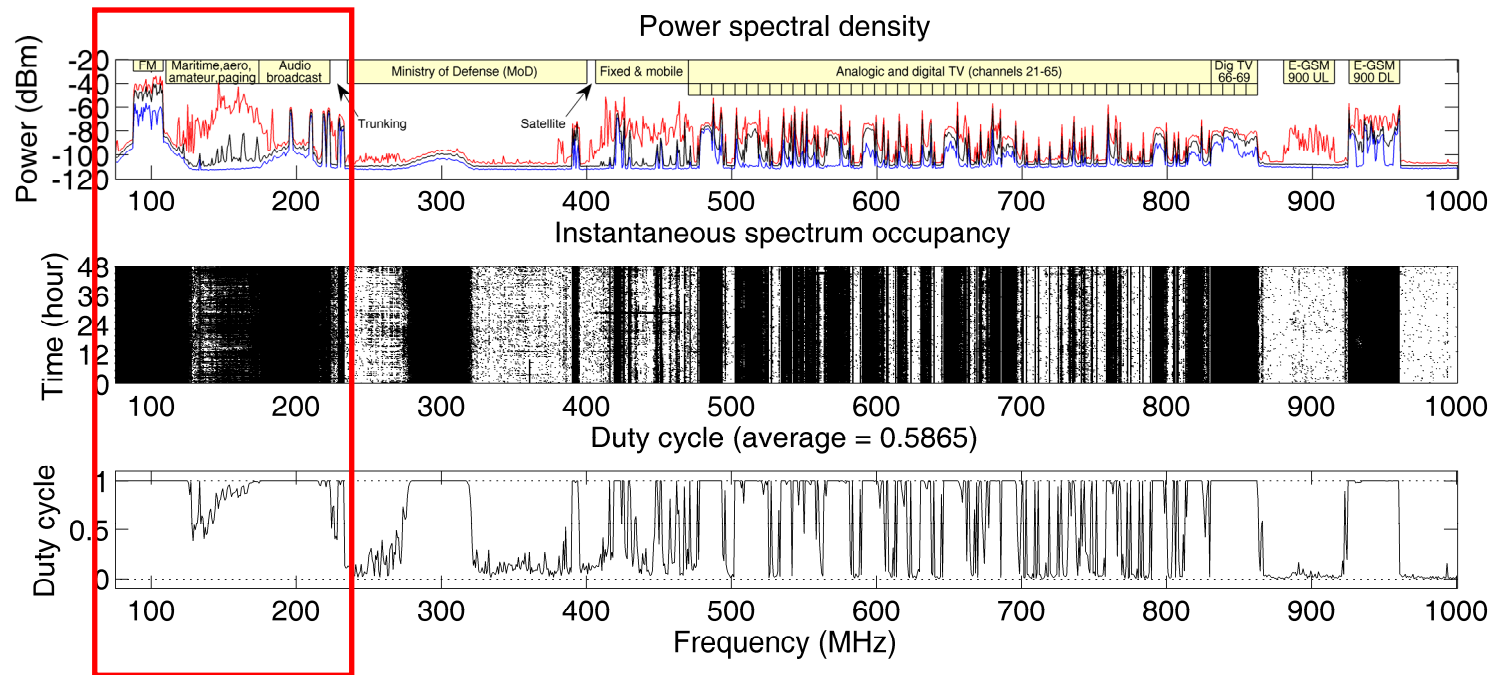 Power spectral density
Power (dBm)
-20
-40
-60
-80
-100
-120
FM
Maritime,aero,
amateur,paging
Audio
broadcast
Ministry of Defense (MoD)
Fixed & mobile
Analogic and digital TV (channels 21-65)
Dig TV
66-69
E-GSM
900 UL
E-GSM
900 DL
Trunking
Satellite
100 200 300 400 500 600 700 800 900 1000
Instantaneous spectrum occupancy
Time (hour)
48
36
24
12
0
100 200 300 400 500 600 700 800 900 1000
Duty cycle (average = 0.5865)
Duty cycle
1
0.5
0
100 200 300 400 500 600 700 800 900 1000
Frequency (MHz)